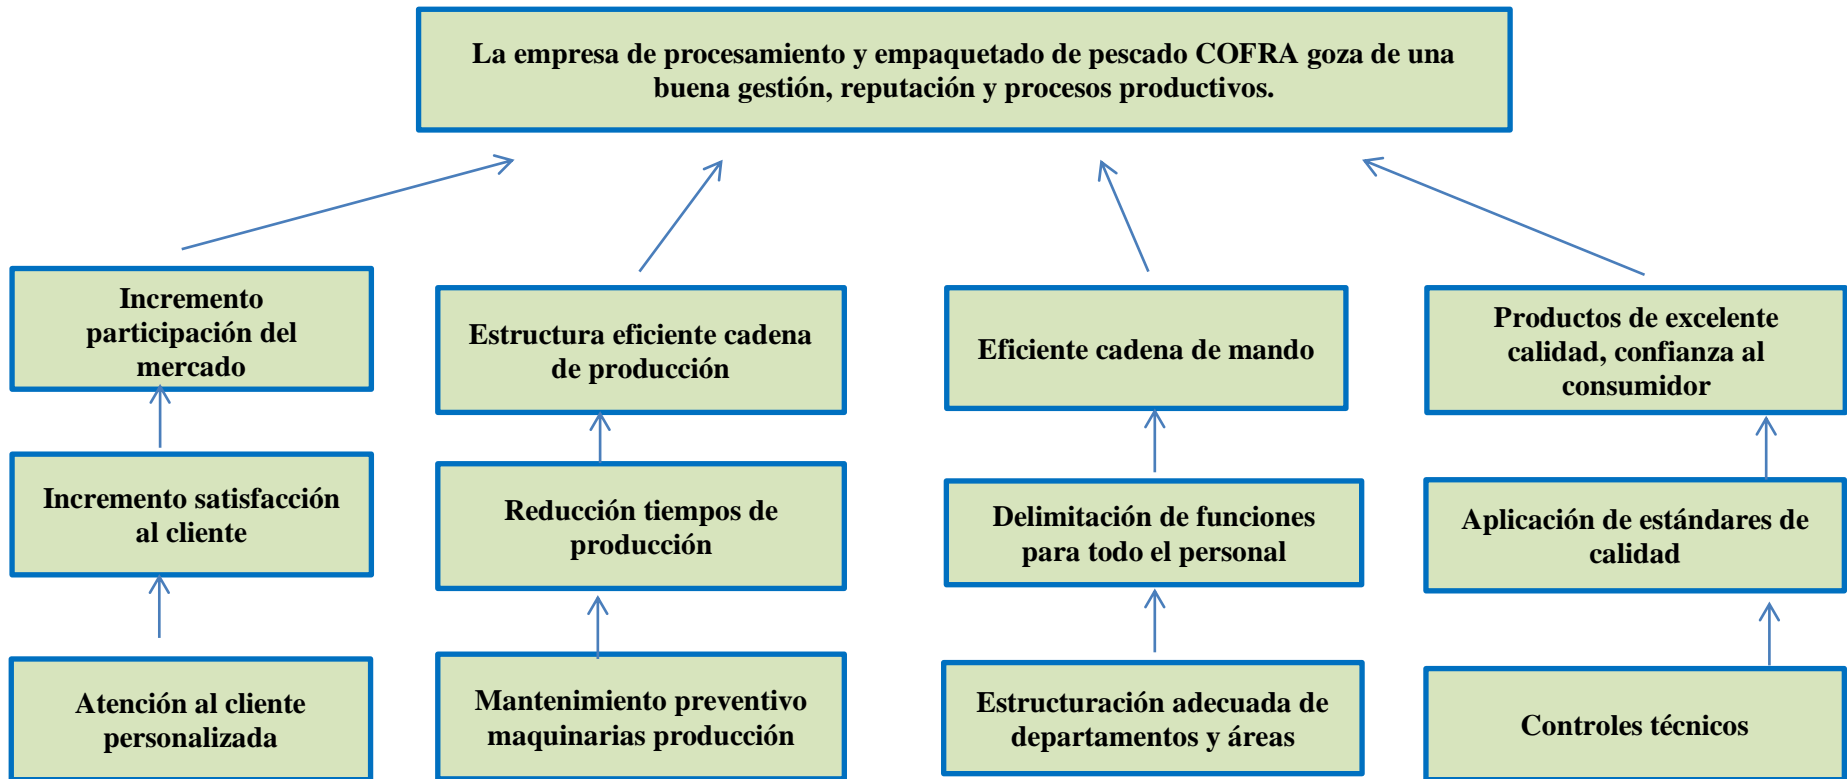 La empresa de procesamiento y empaquetado de pescado COFRA goza de una
buena gestión, reputación y procesos productivos.
Incremento
participación del
mercado
Estructura eficiente cadena
de producción
Eficiente cadena de mando
Productos de excelente
calidad, confianza al
consumidor
Incremento satisfacción
al cliente
Reducción tiempos de
producción
Delimitación de funciones
para todo el personal
Aplicación de estándares de
calidad
Atención al cliente
personalizada
Mantenimiento preventivo
maquinarias producción
Estructuración adecuada de
departamentos y áreas
Controles técnicos